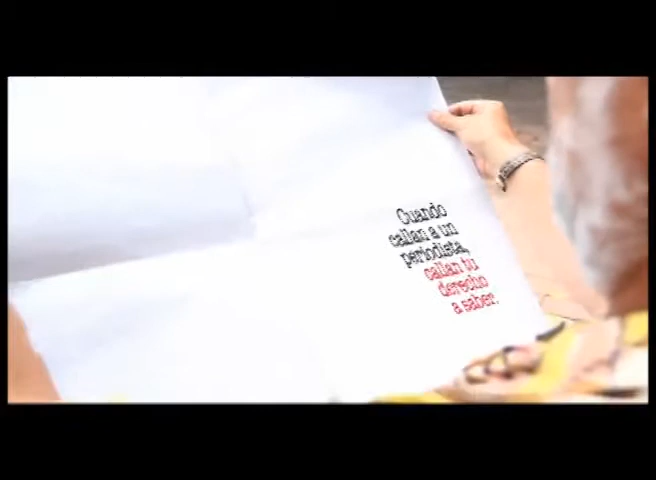 Cuando
callan a un
periodista,
callan tu
derecho
a saber.